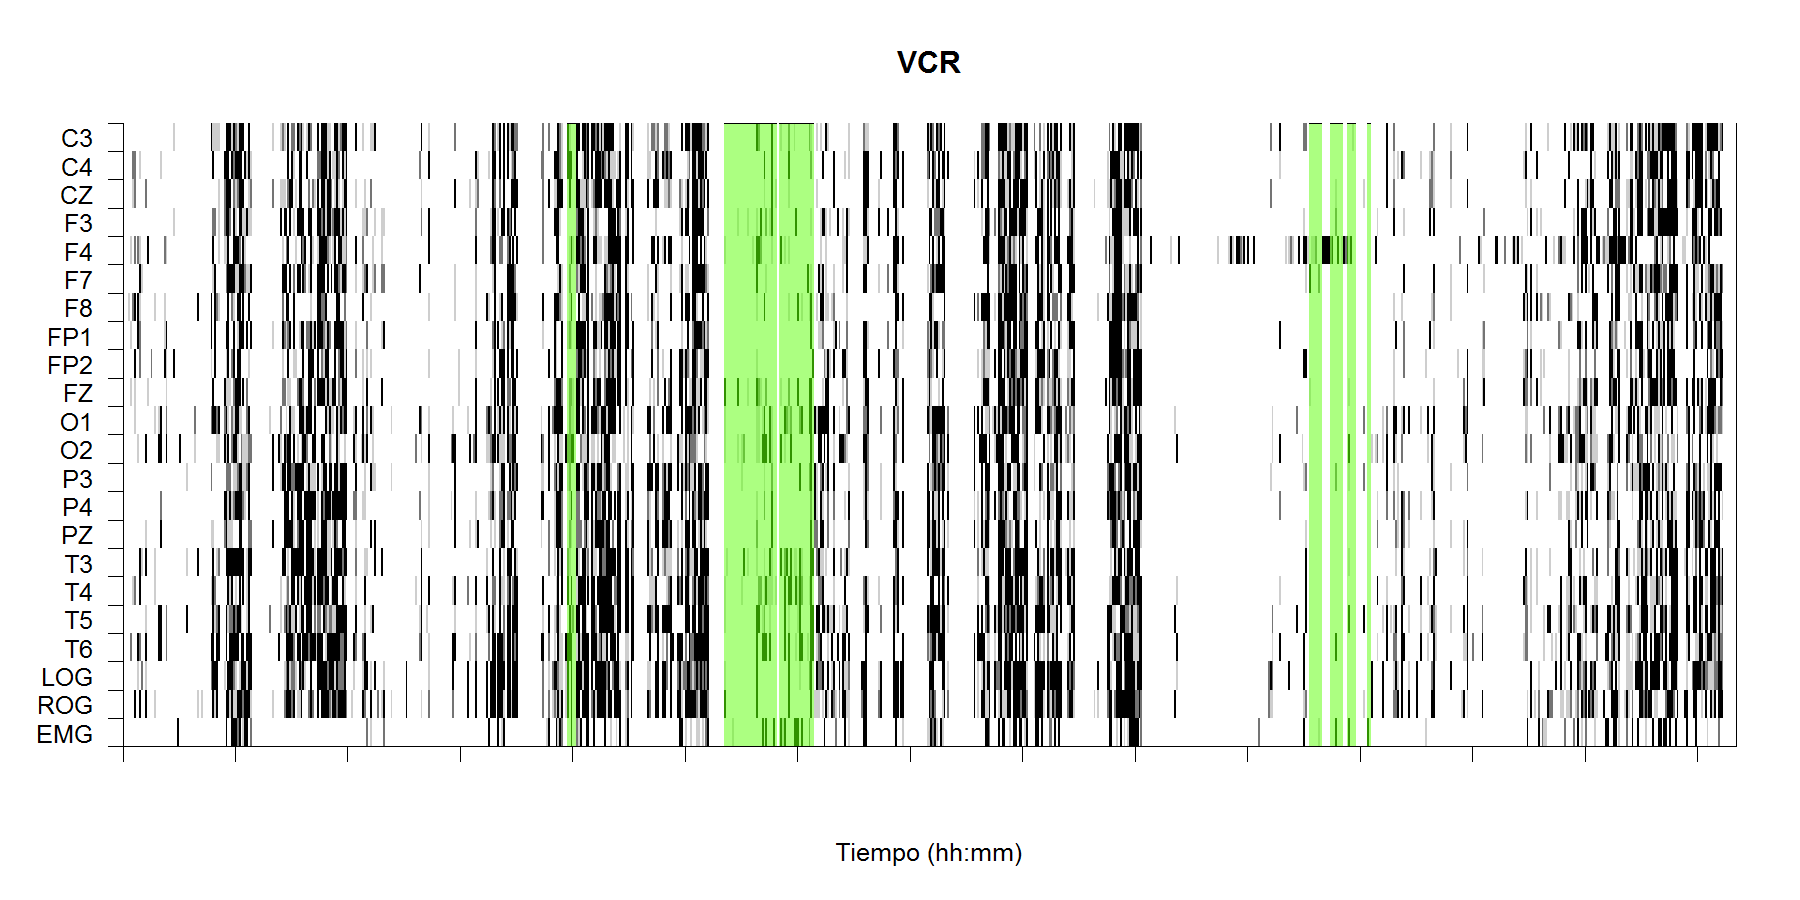 VCR
C3
C4
CZ
F3
F4
F7
F8
FP1
FP2
FZ
O1
O2
P3
P4
PZ
T3
T4
T5
T6
LOG
ROG
EMG
Tiempo (hh:mm)